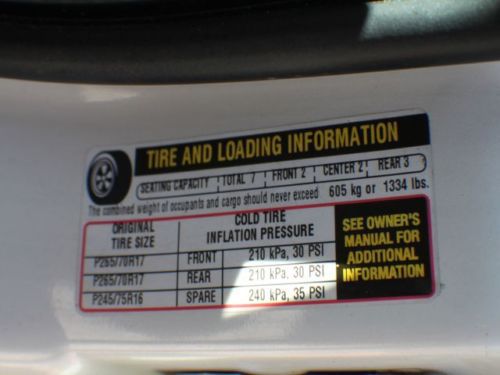 TIRE AND LOADING INFORMATION
SEATING CAPACITY TOTAL 7 FRONT 2 CENTER 2 REAR 3
The combined weight of occupants and cargo should never exceed 605 kg or 1334 lbs.
ORIGINAL TIRE SIZE
COLD TIRE INFLATION PRESSURE
P265/70R17 FRONT 210 kPa, 30 PSI
P265/70R17 REAR 210 kPa, 30 PSI
P245/75R16 SPARE 240 kPa, 35 PSI
SEE OWNER'S
MANUAL FOR
ADDITIONAL
INFORMATION